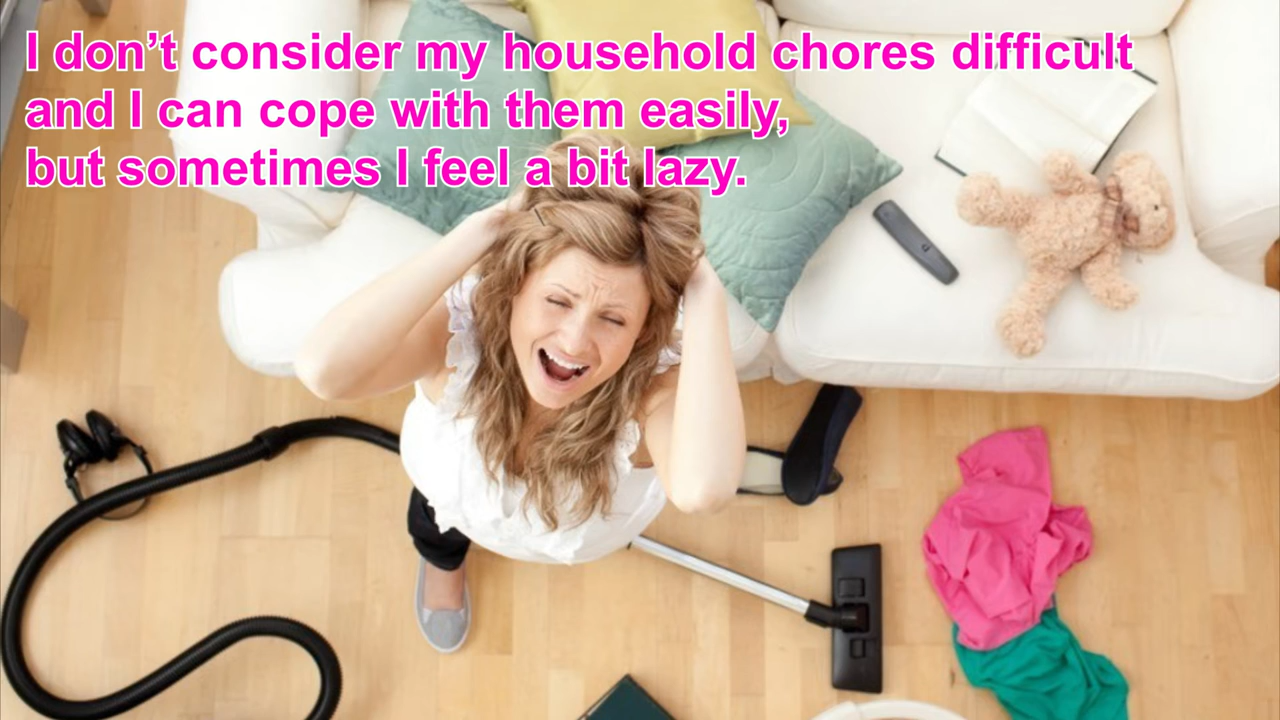 I don’t consider my household chores difficult
and I can cope with them easily,
but sometimes I feel a bit lazy.